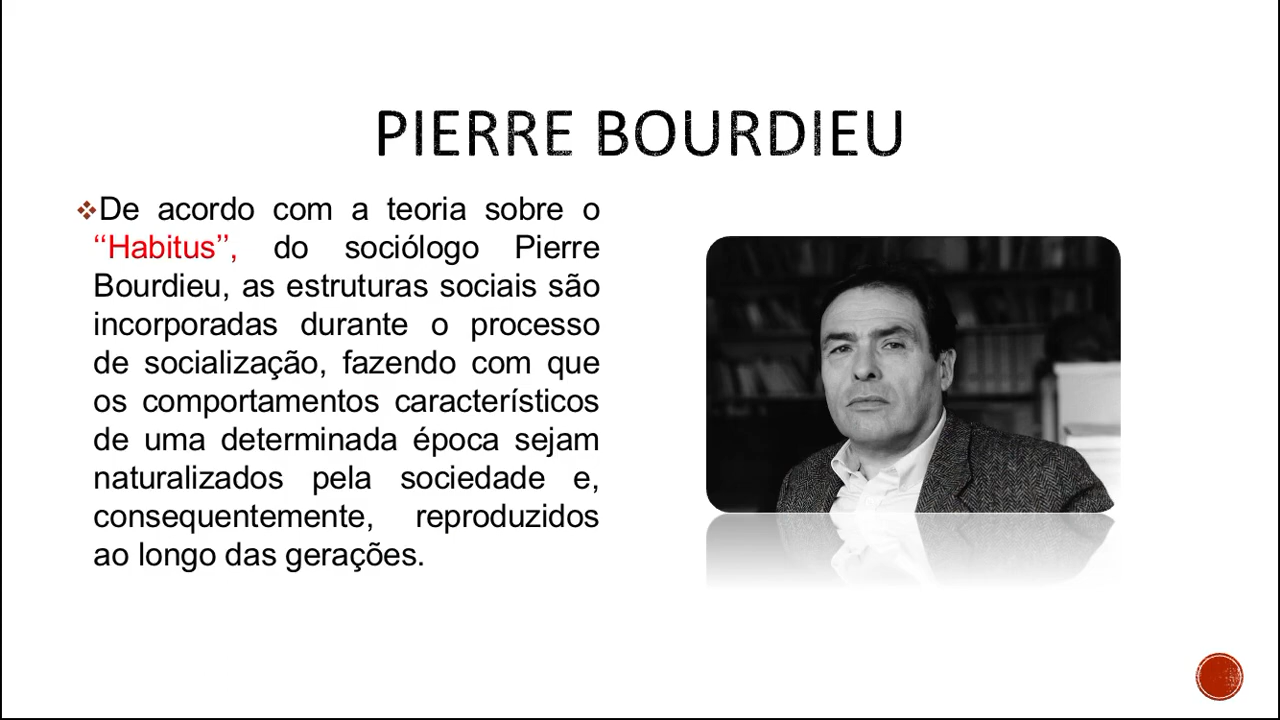 PIERRE BOURDIEU
De acordo com a teoria sobre o
‘‘Habitus’’, do sociólogo Pierre
Bourdieu, as estruturas sociais são
incorporadas durante o processo
de socialização, fazendo com que
os comportamentos característicos
de uma determinada época sejam
naturalizados pela sociedade e,
consequentemente, reproduzidos
ao longo das gerações.